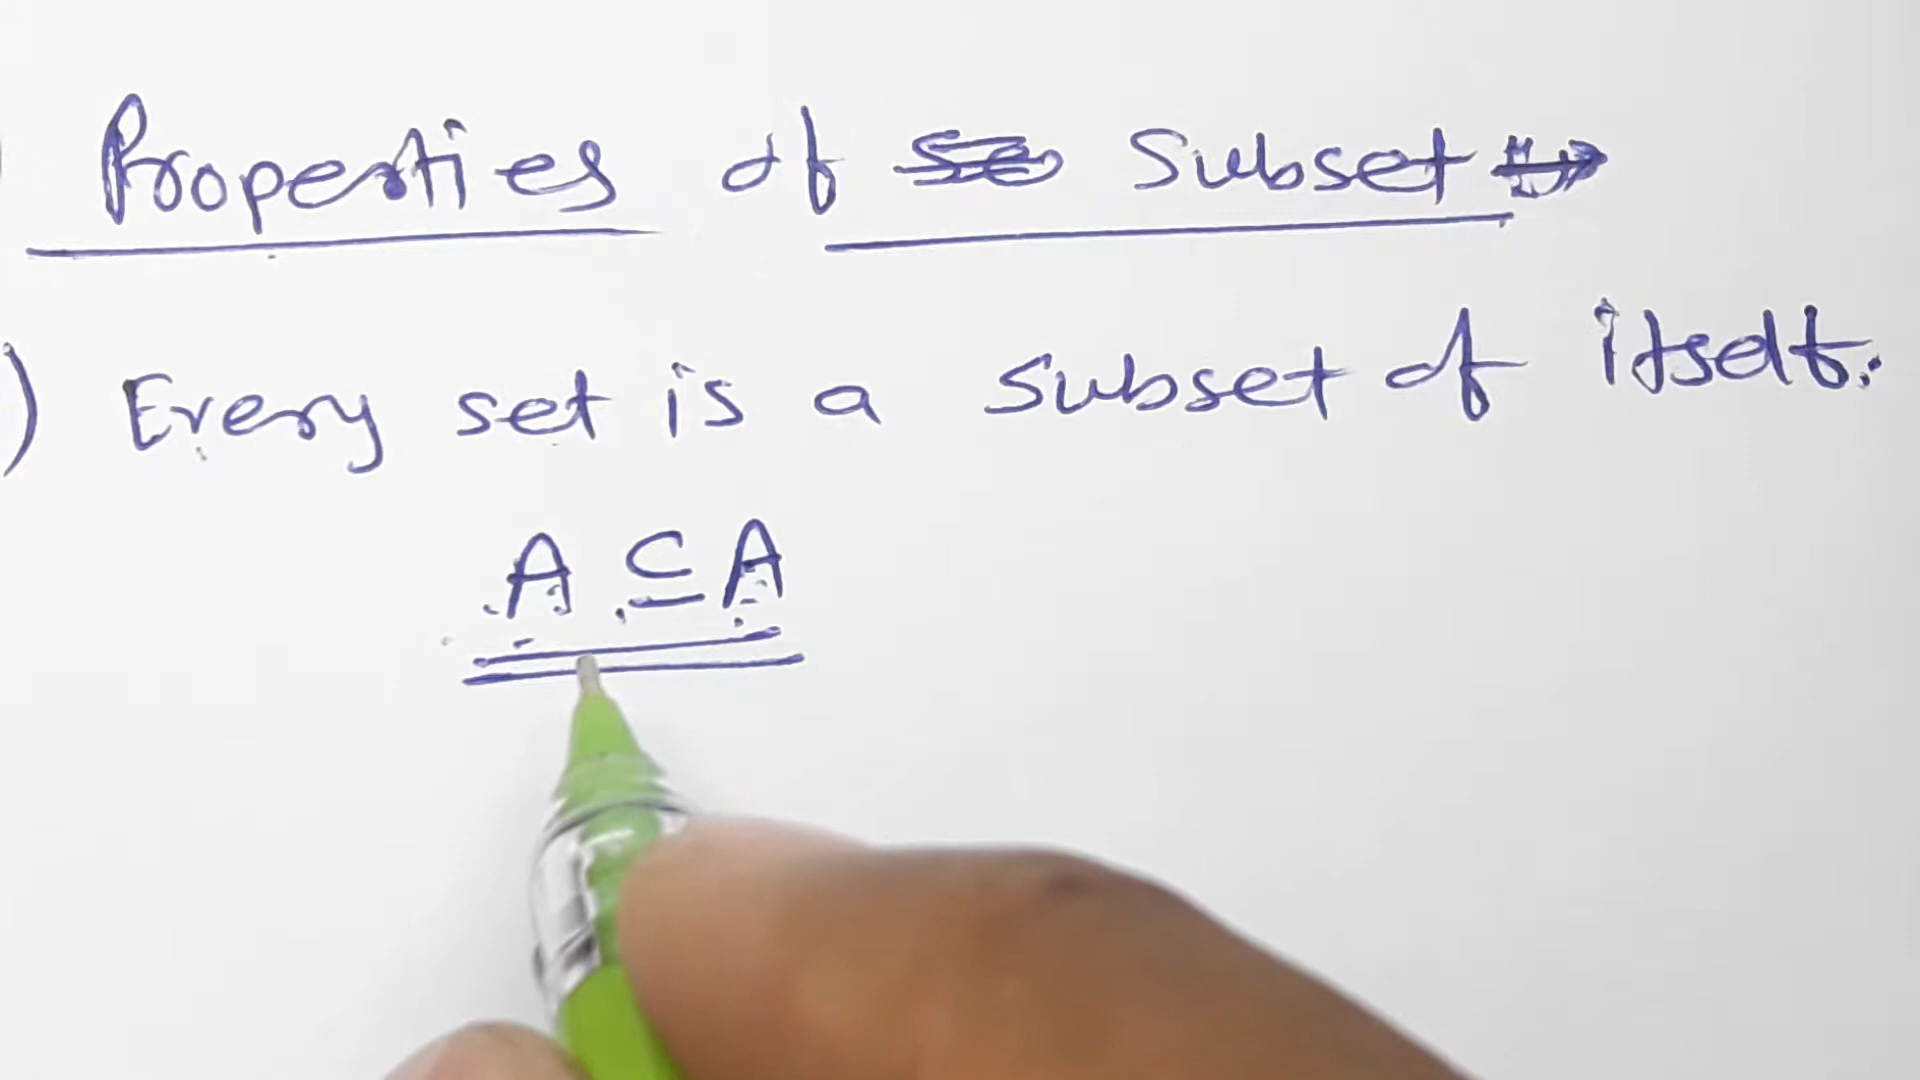 Properties of Subset →
) Every set is a subset of itself.
A ⊆ A